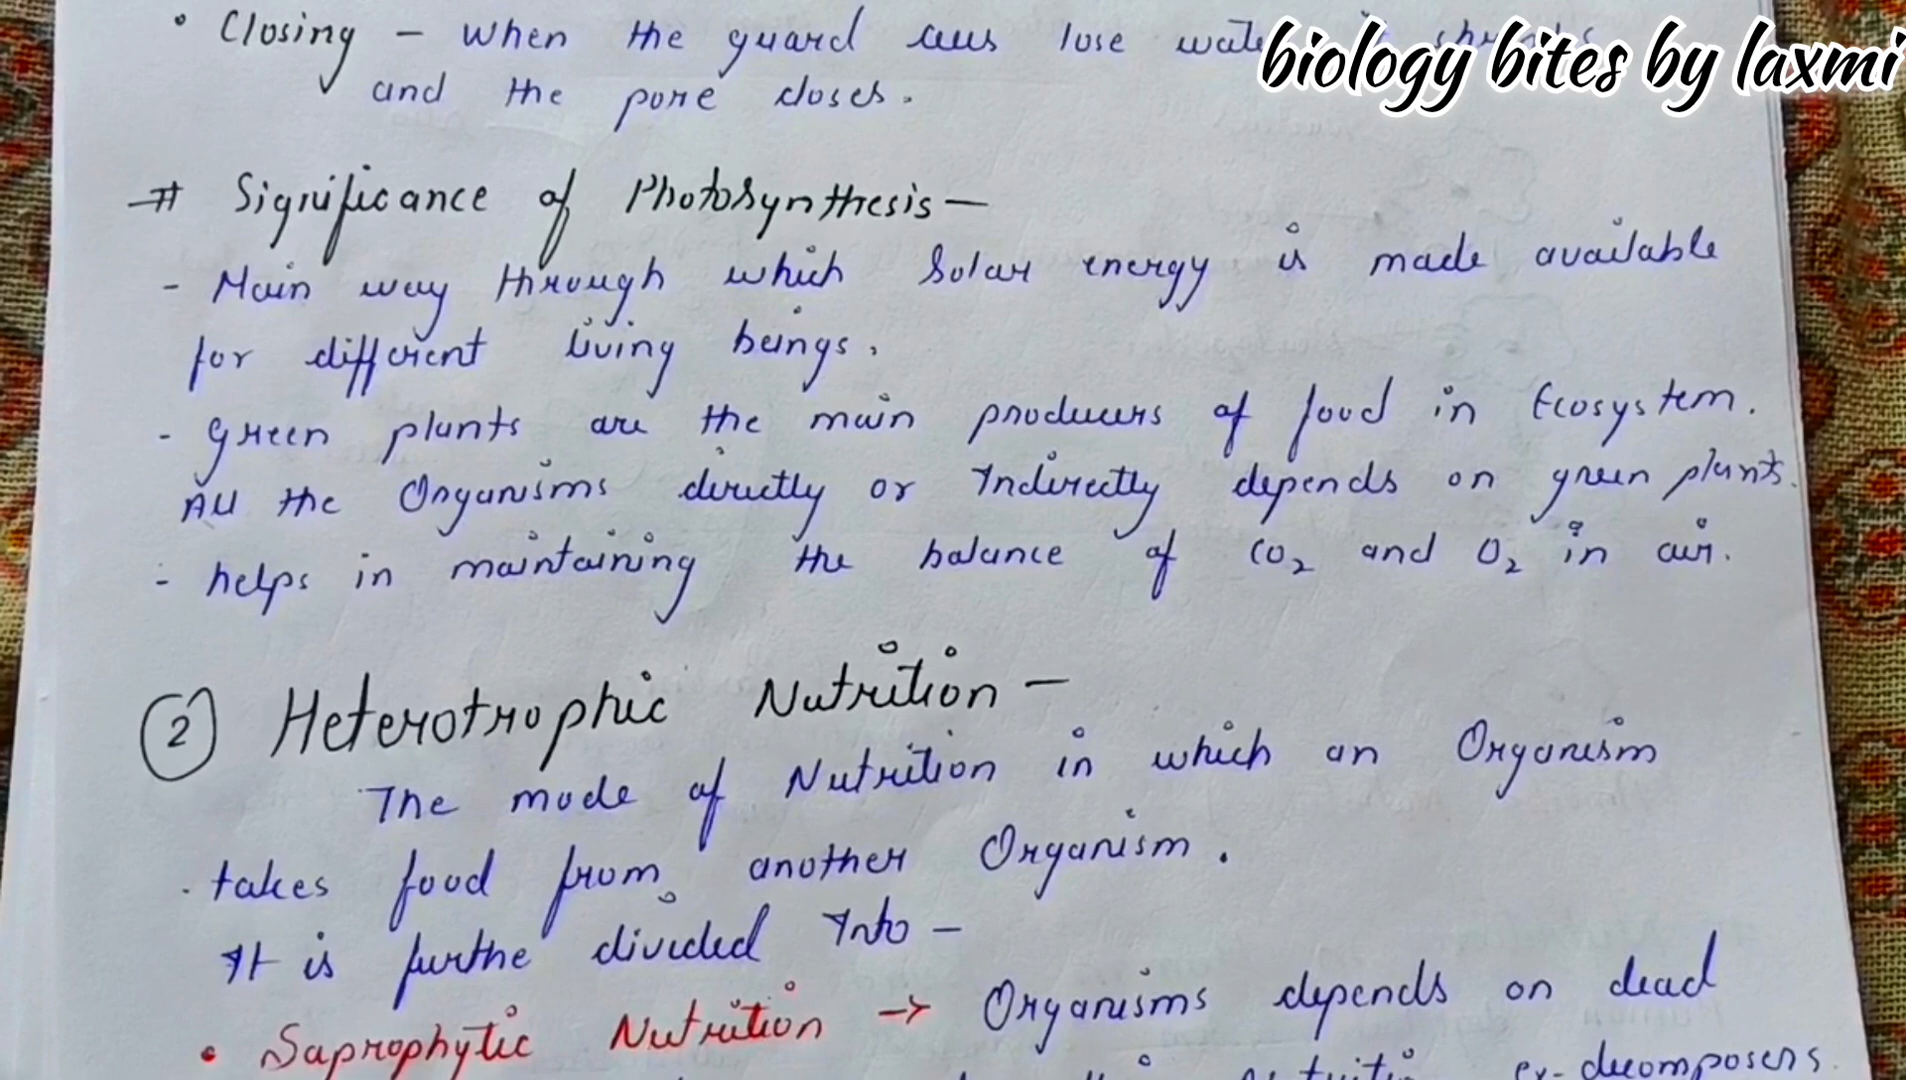 • Closing – when the guard cells lose
biology bites by laxmi
and the pore closes.
# Significance of Photosynthesis –
- Main way through which Solar energy is made available
for different living beings.
- green plants are the main producers of food in Ecosystem.
All the Organisms directly or Indirectly depends on green plants.
- helps in maintaining the balance of CO₂ and O₂ in air.
② Heterotrophic Nutrition –
The mode of Nutrition in which an Organism
takes food from another Organism.
It is furthe divided Into –
• Saprophytic Nutrition → Organisms depends on dead
ex- decomposers.